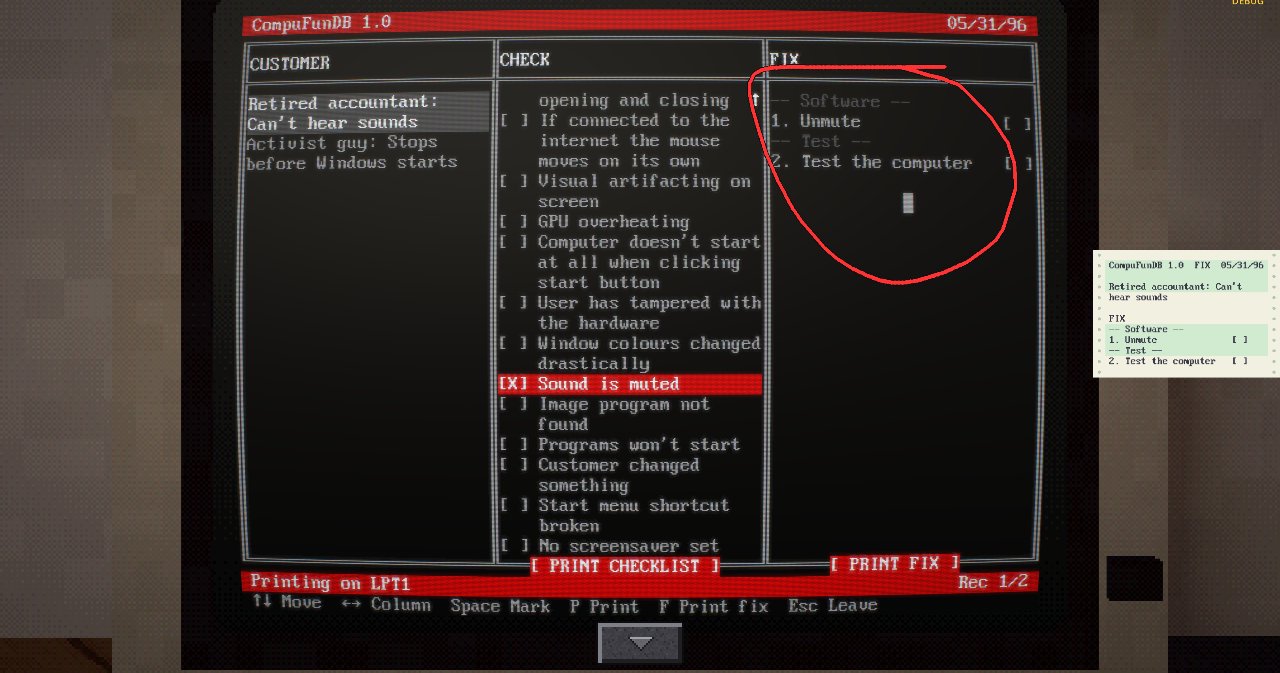 DEBUG
CompuFunDB 1.0 05/31/96
CUSTOMER CHECK FIX
Retired accountant:
Can't hear sounds
Activist guy: Stops
before Windows starts
opening and closing ↑
[ ] If connected to the
internet the mouse
moves on its own
[ ] Visual artifacting on
screen
[ ] GPU overheating
[ ] Computer doesn't start
at all when clicking
start button
[ ] User has tampered with
the hardware
[ ] Window colours changed
drastically
[X] Sound is muted
[ ] Image program not
found
[ ] Programs won't start
[ ] Customer changed
something
[ ] Start menu shortcut
broken
[ ] No screensaver set
-- Software --
1. Unmute [ ]
-- Test --
2. Test the computer [ ]
[ PRINT CHECKLIST ] [ PRINT FIX ]
Printing on LPT1 Rec 1/2
↑↓ Move ↔ Column Space Mark P Print F Print fix Esc Leave
CompuFunDB 1.0 FIX 05/31/96
Retired accountant: Can't
hear sounds
FIX
-- Software --
1. Unmute [ ]
-- Test --
2. Test the computer [ ]